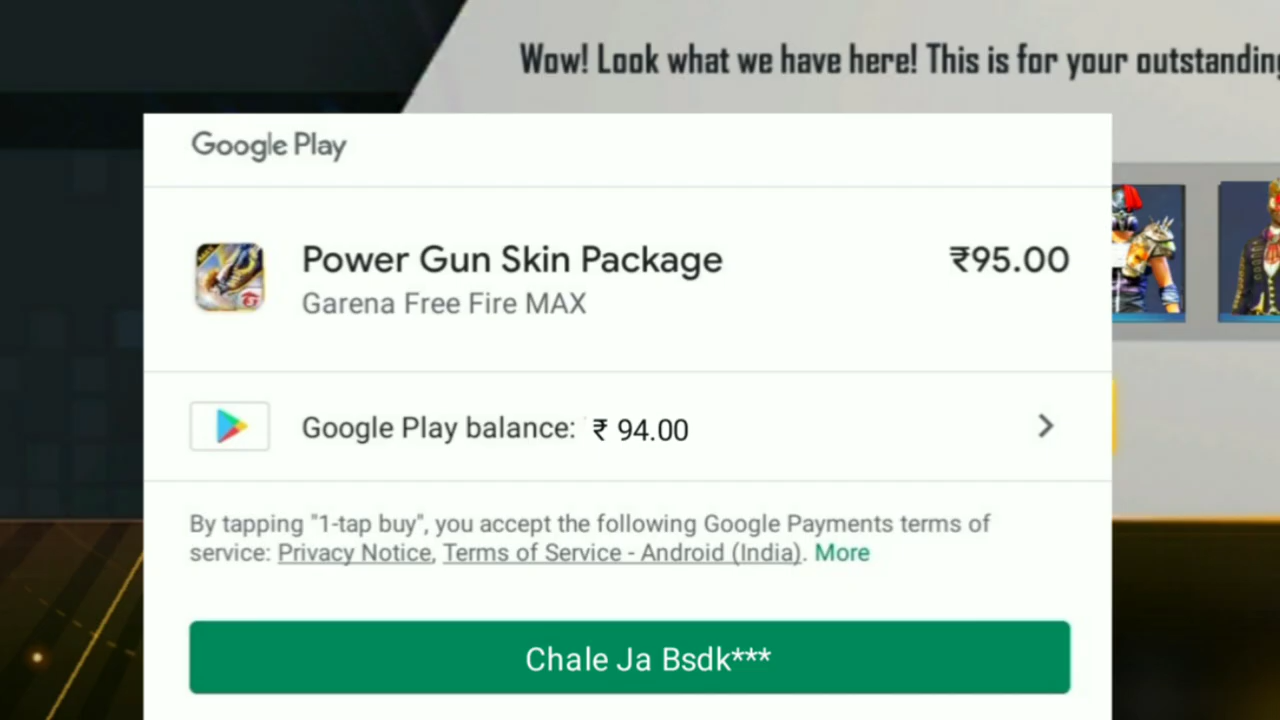 Wow! Look what we have here! This is for your outstanding
Google Play
Power Gun Skin Package
₹95.00
Garena Free Fire MAX
Google Play balance: ₹ 94.00
By tapping "1-tap buy", you accept the following Google Payments terms of
service: Privacy Notice, Terms of Service - Android (India). More
Chale Ja Bsdk***